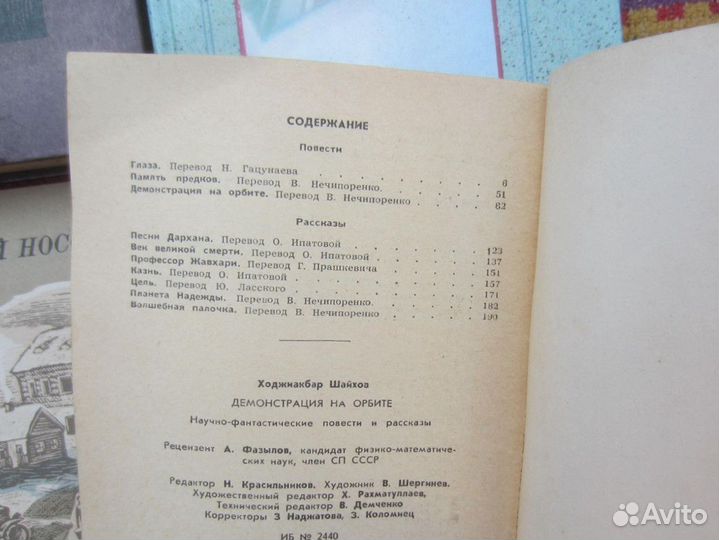 СОДЕРЖАНИЕ
Повести
Глаза. Перевод Н. Гацунаева . . . . . . . . 6
Память предков. Перевод В. Нечипоренко. . . . . . 51
Демонстрация на орбите. Перевод В. Нечипоренко . . . . 62
Рассказы
Песни Дархана. Перевод О. Ипатовой . . . . . . 123
Век великой смерти. Перевод О. Ипатовой . . . . . 137
Профессор Жавхари. Перевод Г. Прашкевича . . . . . 151
Казнь. Перевод О. Ипатовой . . . . . . . . 157
Цель. Перевод Ю. Ласского . . . . . . . . 171
Планета Надежды. Перевод В. Нечипоренко. . . . . 182
Волшебная палочка. Перевод В. Нечипоренко . . . . 190
Ходжиакбар Шайхов
ДЕМОНСТРАЦИЯ НА ОРБИТЕ
Научно-фантастические повести и рассказы
Рецензент А. Фазылов, кандидат физико-математиче-
ских наук, член СП СССР
Редактор Н. Красильников. Художник В. Шергинев.
Художественный редактор Х. Рахматуллаев,
Технический редактор В. Демченко
Корректоры З Наджатова, З. Коломиец
ИБ № 2440
Й НОС
Avito